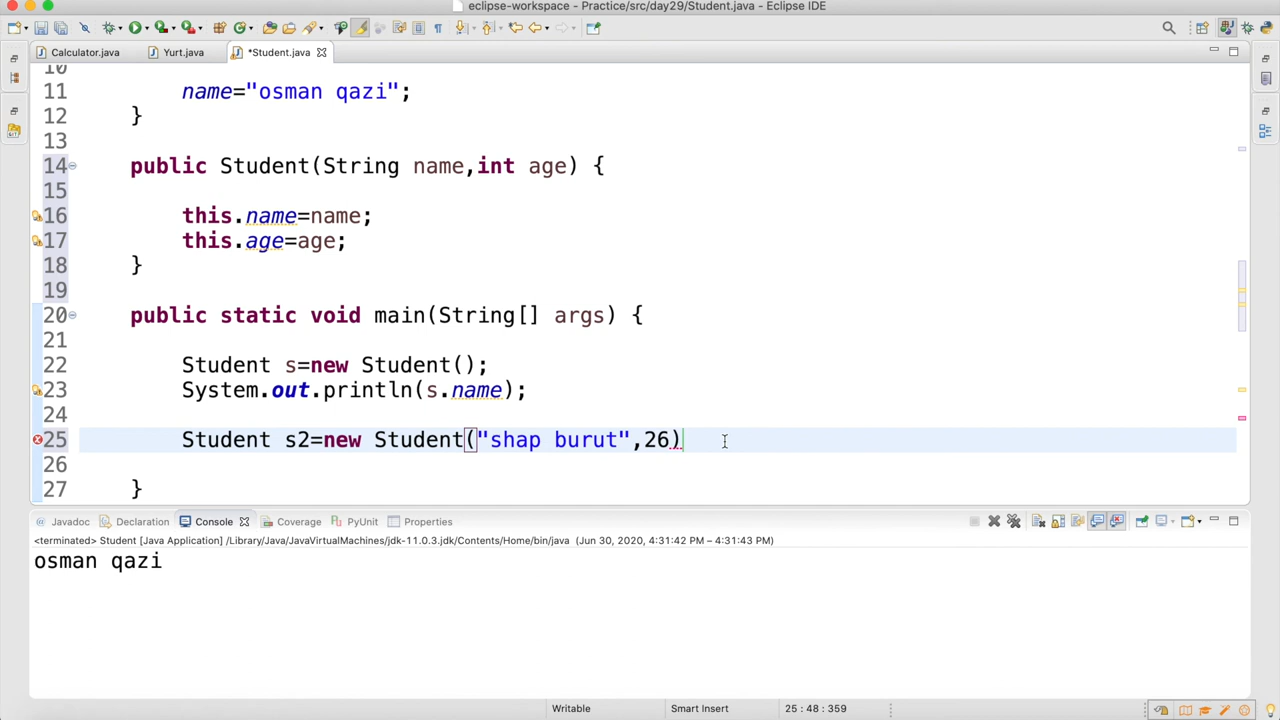 eclipse-workspace - Practice/src/day29/Student.java - Eclipse IDE
Calculator.java Yurt.java *Student.java
10
11 name="osman qazi";
12 }
13
14 public Student(String name,int age) {
15
16 this.name=name;
17 this.age=age;
18 }
19
20 public static void main(String[] args) {
21
22 Student s=new Student();
23 System.out.println(s.name);
24
25 Student s2=new Student("shap burut",26)
26
27 }
@ Javadoc Declaration Console Coverage PyUnit Properties
<terminated> Student [Java Application] /Library/Java/JavaVirtualMachines/jdk-11.0.3.jdk/Contents/Home/bin/java (Jun 30, 2020, 4:31:42 PM – 4:31:43 PM)
osman qazi
Writable Smart Insert 25 : 48 : 359